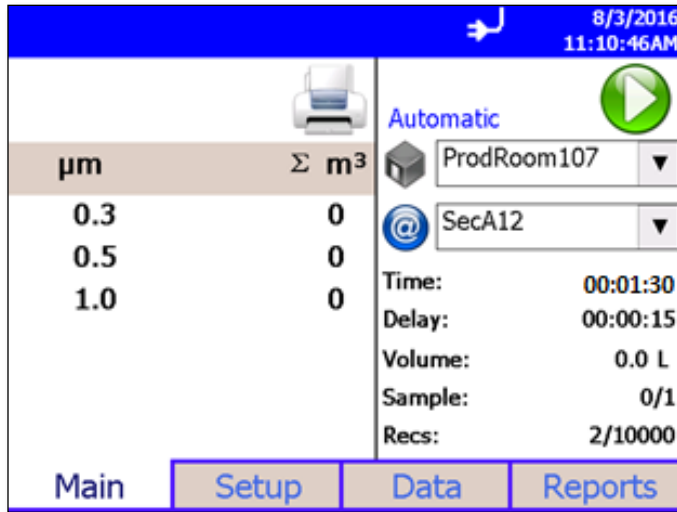 8/3/2016
11:10:46AM
Automatic
µm Σ m³
ProdRoom107
0.3 0
SecA12
0.5 0
1.0 0
Time: 00:01:30
Delay: 00:00:15
Volume: 0.0 L
Sample: 0/1
Recs: 2/10000
Main Setup Data Reports